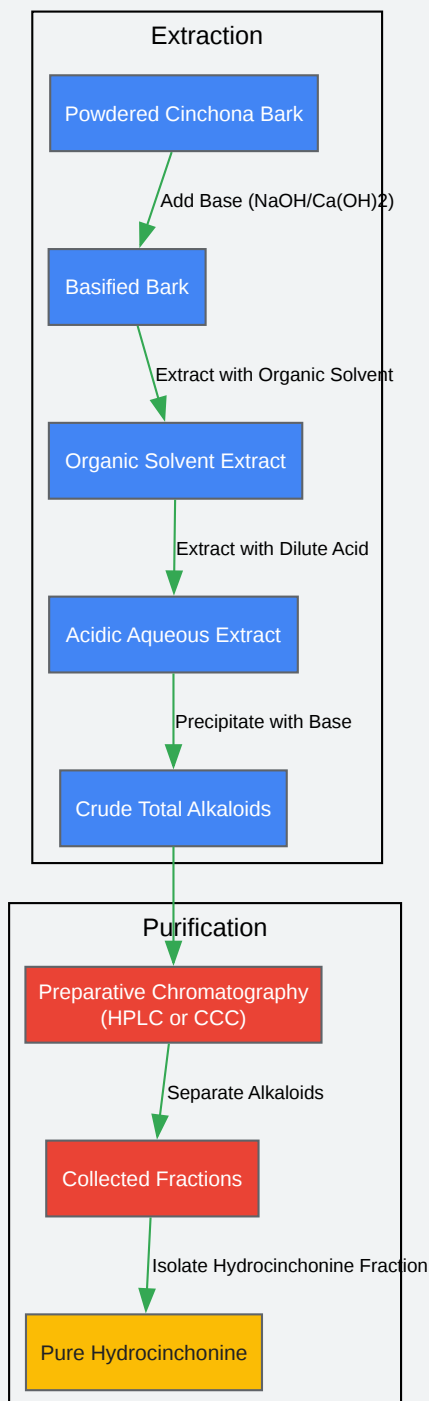 Extraction
Powdered Cinchona Bark
Add Base (NaOH/Ca(OH)2)
Basified Bark
Extract with Organic Solvent
Organic Solvent Extract
Extract with Dilute Acid
Acidic Aqueous Extract
Precipitate with Base
Crude Total Alkaloids
Purification
Preparative Chromatography
(HPLC or CCC)
Separate Alkaloids
Collected Fractions
Isolate Hydrocinchonine Fraction
Pure Hydrocinchonine